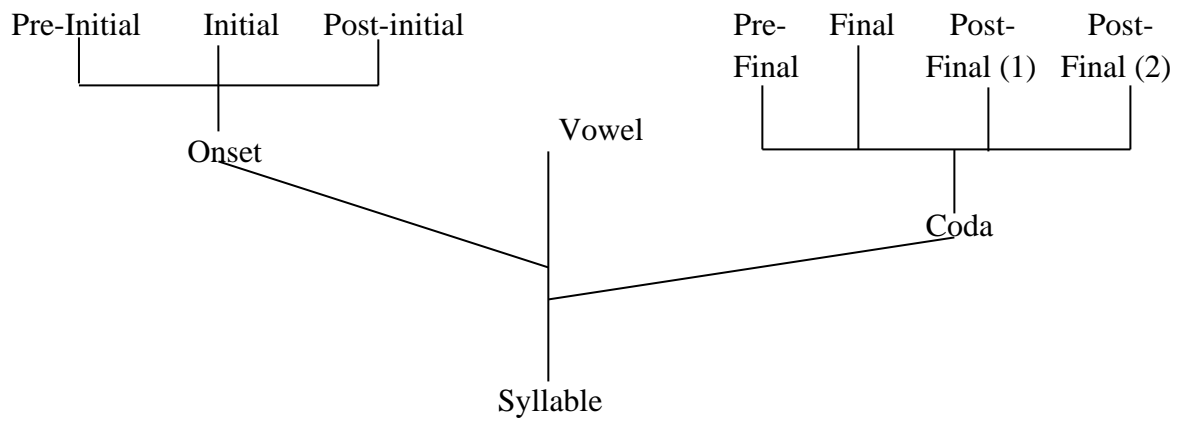 Pre-Initial Initial Post-initial Pre- Final Post- Post-
Final Final (1) Final (2)
Vowel
Onset
Coda
Syllable